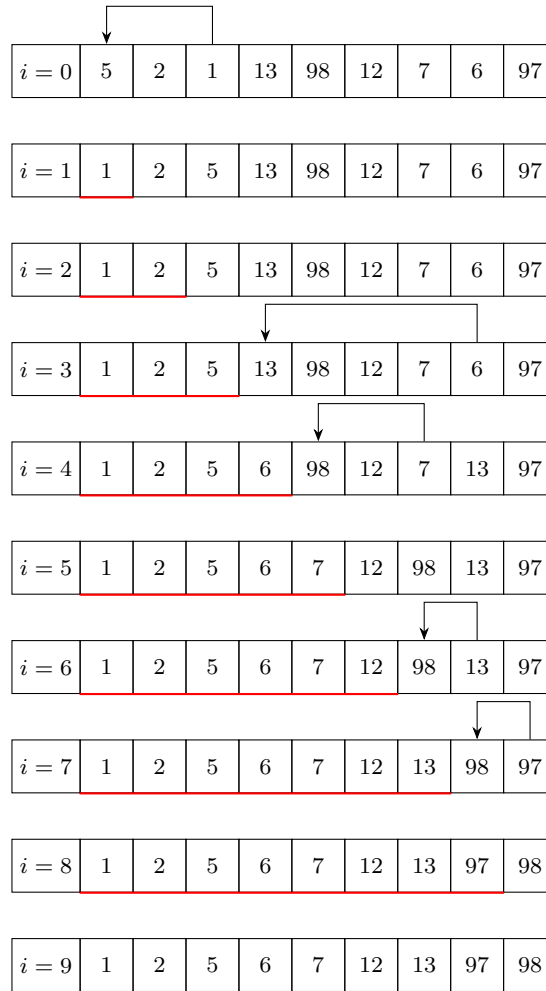 i = 0 5 2 1 13 98 12 7 6 97
i = 1 1 2 5 13 98 12 7 6 97
i = 2 1 2 5 13 98 12 7 6 97
i = 3 1 2 5 13 98 12 7 6 97
i = 4 1 2 5 6 98 12 7 13 97
i = 5 1 2 5 6 7 12 98 13 97
i = 6 1 2 5 6 7 12 98 13 97
i = 7 1 2 5 6 7 12 13 98 97
i = 8 1 2 5 6 7 12 13 97 98
i = 9 1 2 5 6 7 12 13 97 98